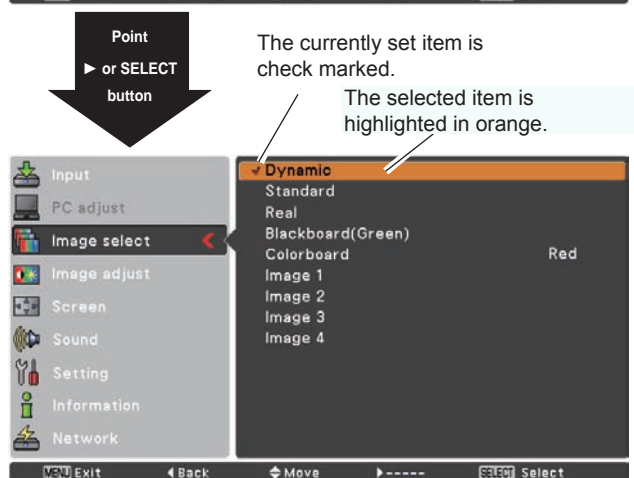 Point
► or SELECT
button
The currently set item is
check marked.
The selected item is
highlighted in orange.
Input
PC adjust
Image select
Image adjust
Screen
Sound
Setting
Information
Network
✔Dynamic
Standard
Real
Blackboard(Green)
Colorboard Red
Image 1
Image 2
Image 3
Image 4
MENU Exit ◀Back ◆Move ▶----- SELECT Select